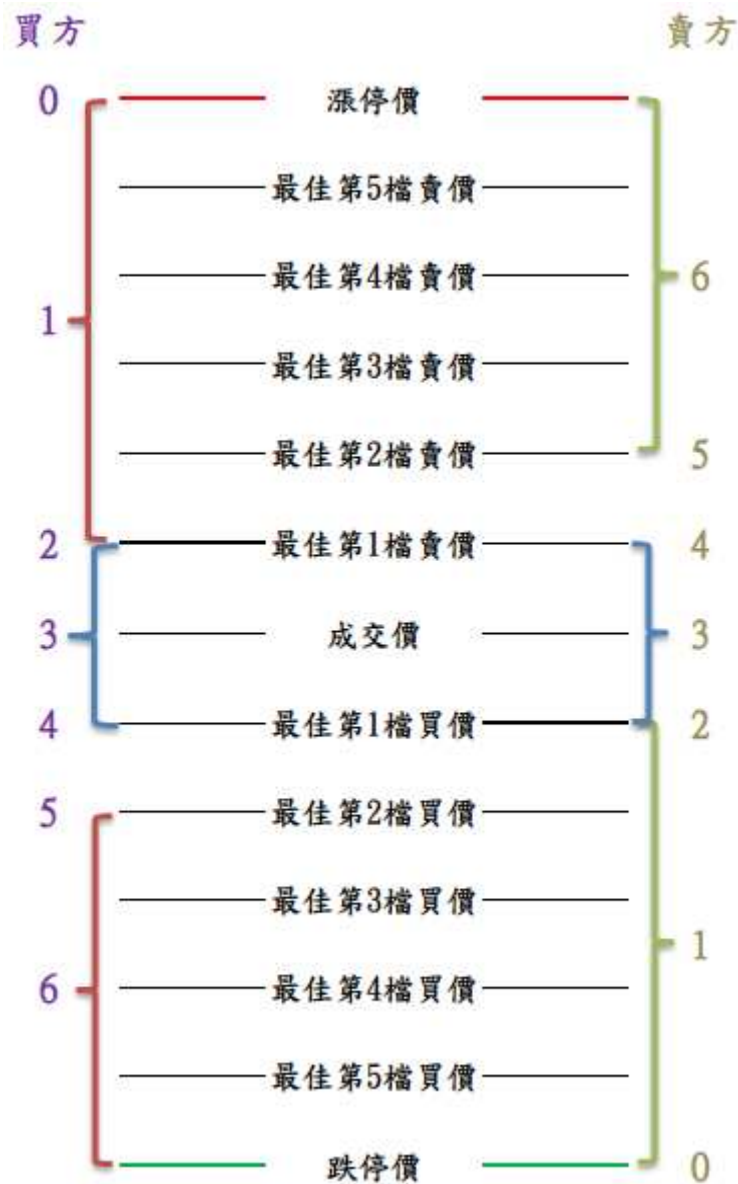 買方 賣方
0 漲停價
最佳第5檔賣價
最佳第4檔賣價 6
1
最佳第3檔賣價
最佳第2檔賣價 5
2 最佳第1檔賣價 4
3 成交價 3
4 最佳第1檔買價 2
5 最佳第2檔買價
最佳第3檔買價
1
6 最佳第4檔買價
最佳第5檔買價
跌停價 0